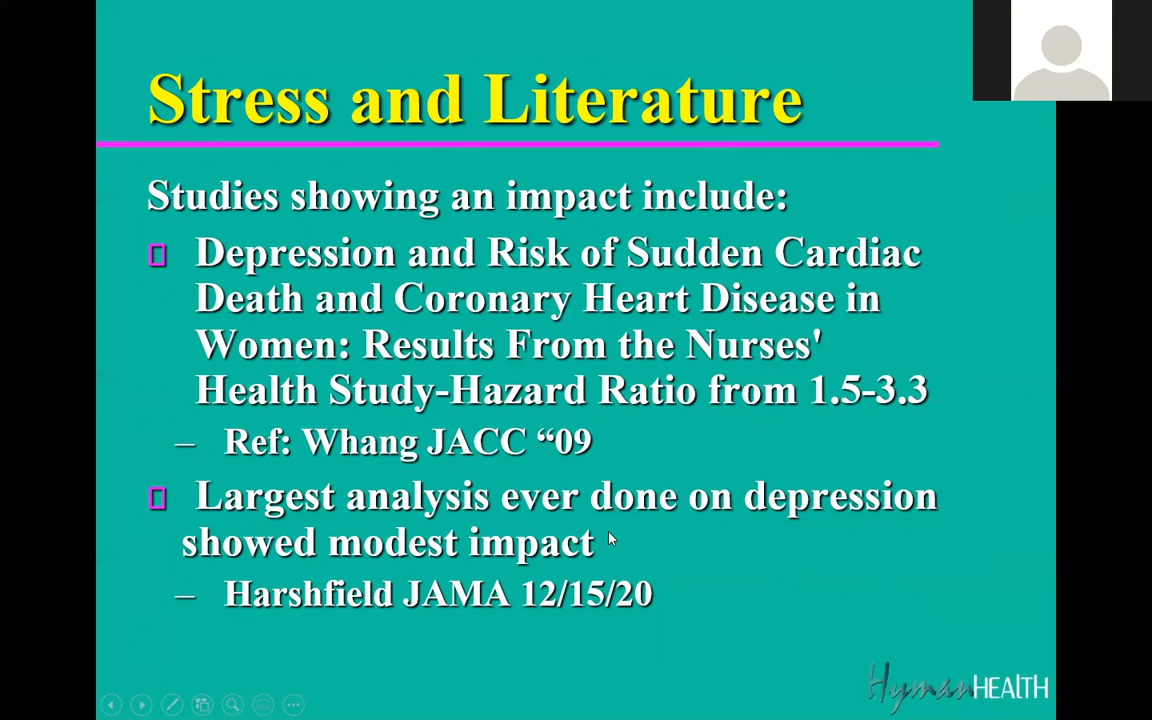 Stress and Literature
Studies showing an impact include:
Depression and Risk of Sudden Cardiac
Death and Coronary Heart Disease in
Women: Results From the Nurses'
Health Study-Hazard Ratio from 1.5-3.3
– Ref: Whang JACC “09
Largest analysis ever done on depression
showed modest impact
– Harshfield JAMA 12/15/20
HymanHEALTH